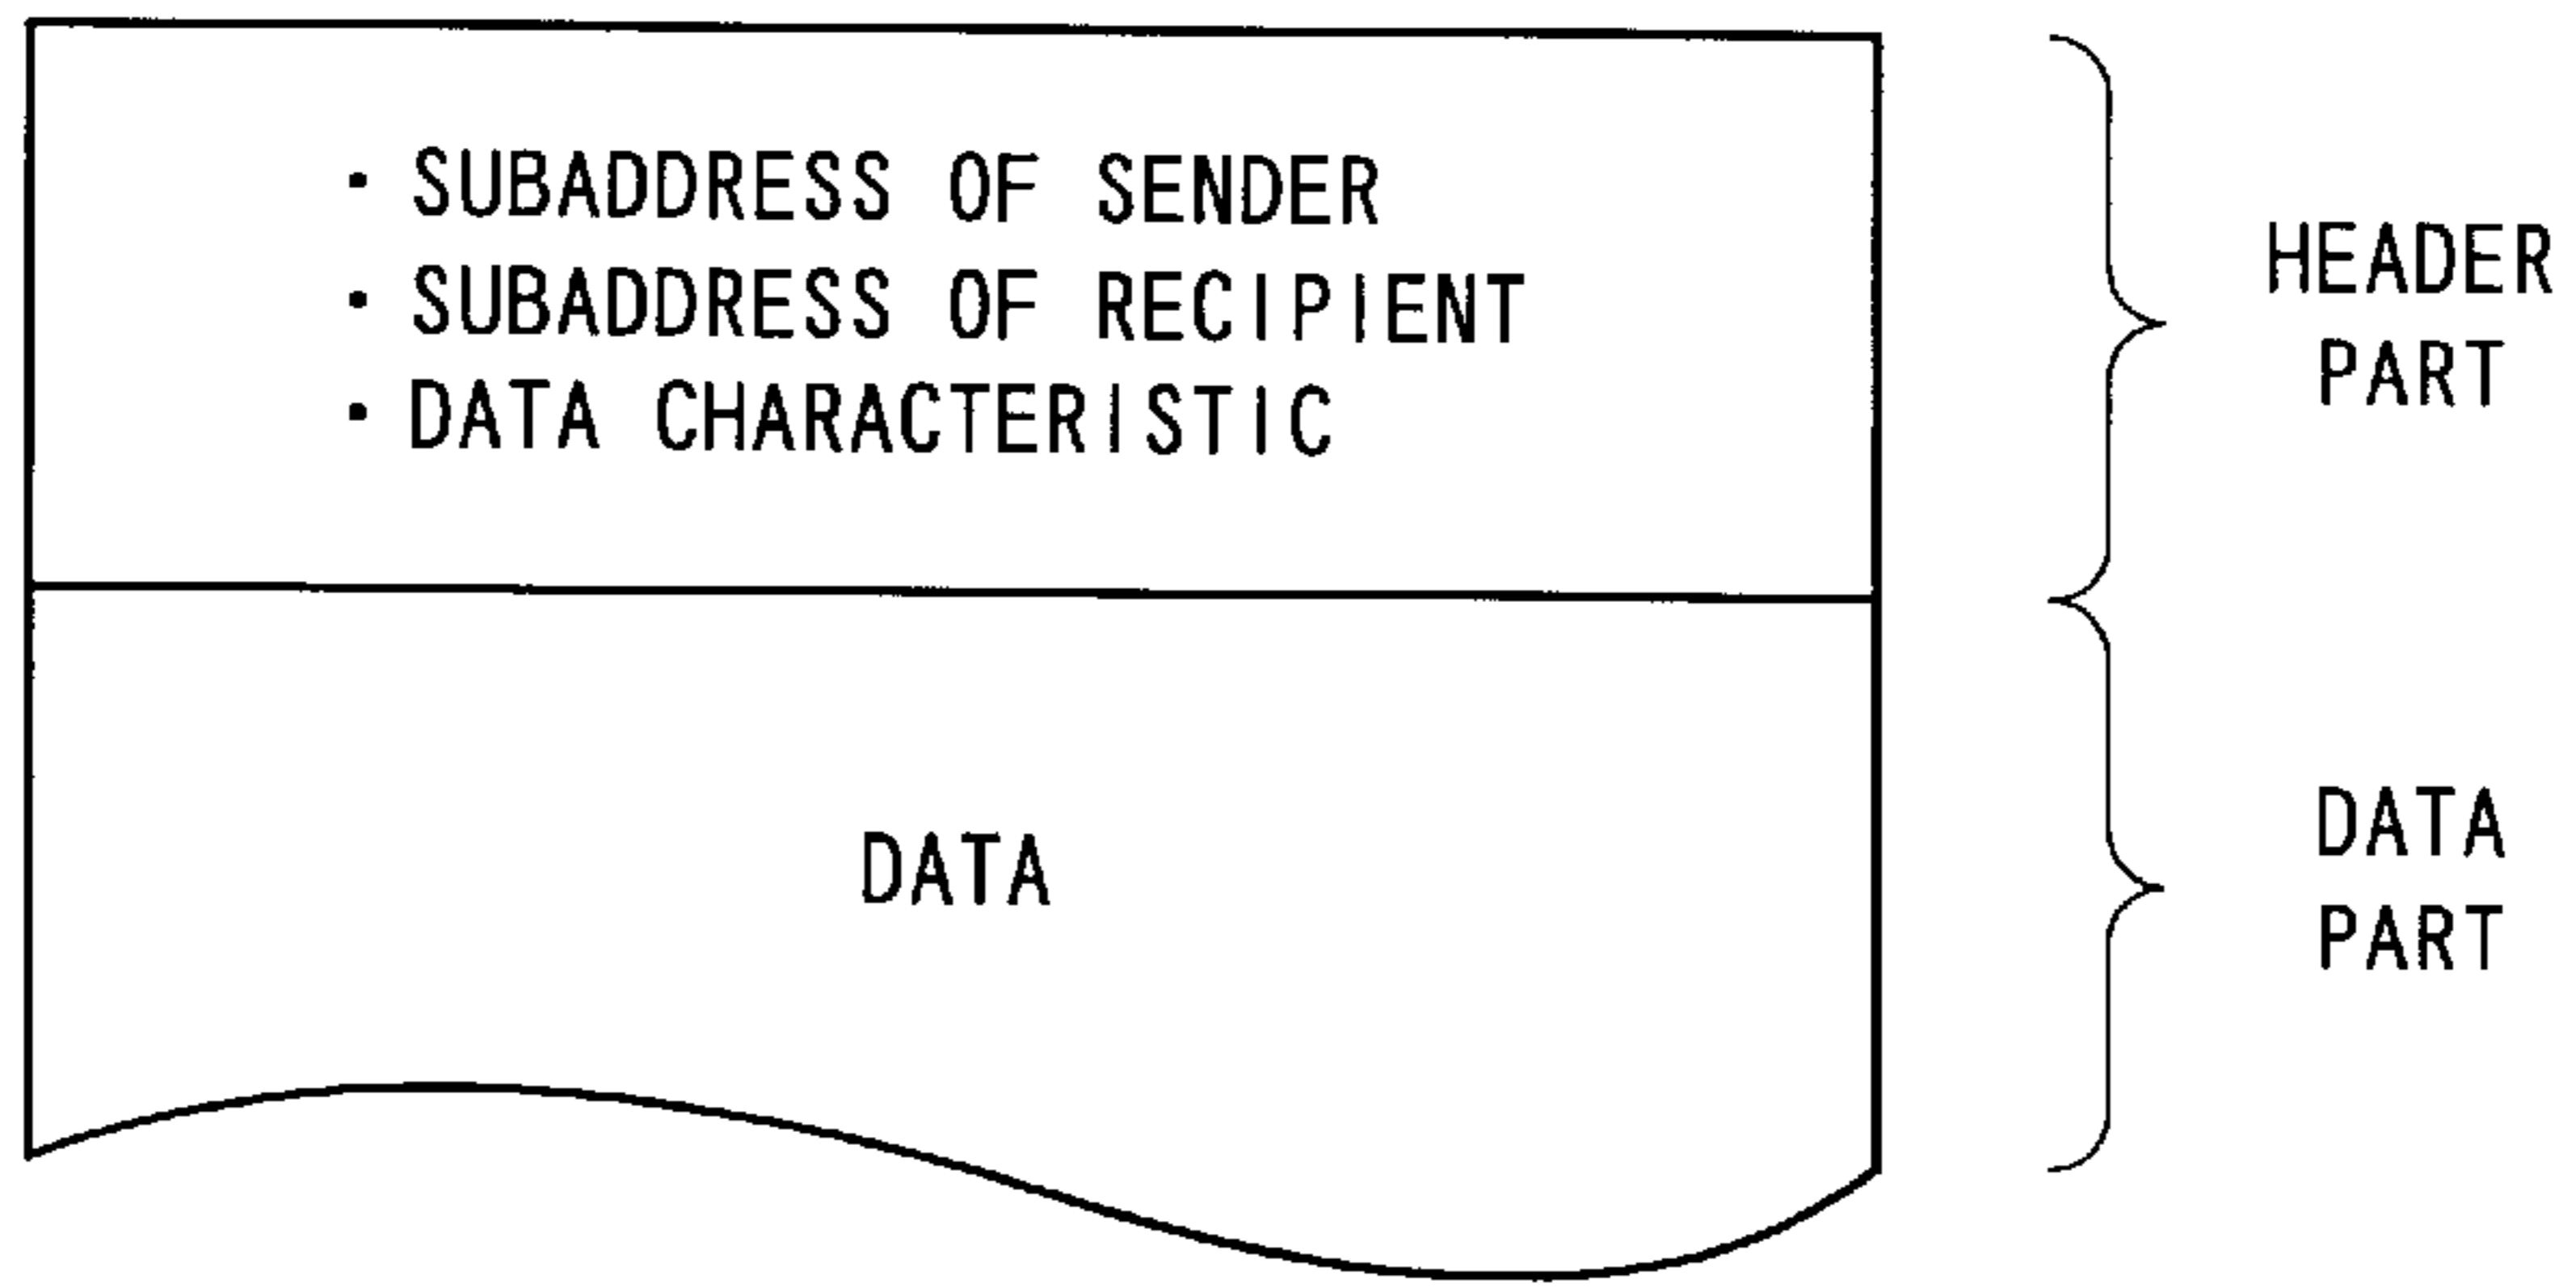 · SUBADDRESS OF SENDER
· SUBADDRESS OF RECIPIENT
· DATA CHARACTERISTIC
HEADER
PART
DATA
DATA
PART